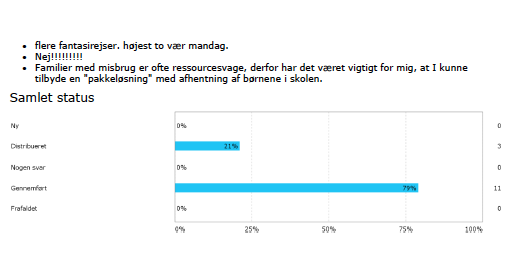 • flere fantasirejser. højest to vær mandag.
• Nej!!!!!!!!!
• Familier med misbrug er ofte ressourcesvage, derfor har det været vigtigt for mig, at I kunne
tilbyde en "pakkeløsning" med afhentning af børnene i skolen.
Samlet status
Ny 0% 0
Distribueret 21% 3
Nogen svar 0% 0
Gennemført 79% 11
Frafaldet 0% 0
0% 25% 50% 75% 100%